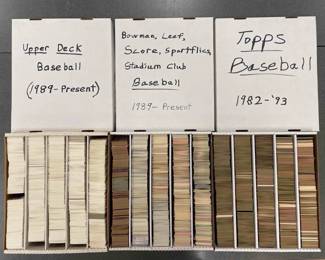 Upper Deck
Baseball
(1989-Present)
Bowman, Leaf,
Score, Sportflics,
Stadium Club
Baseball
1989- Present
Topps
Baseball
1982-'93